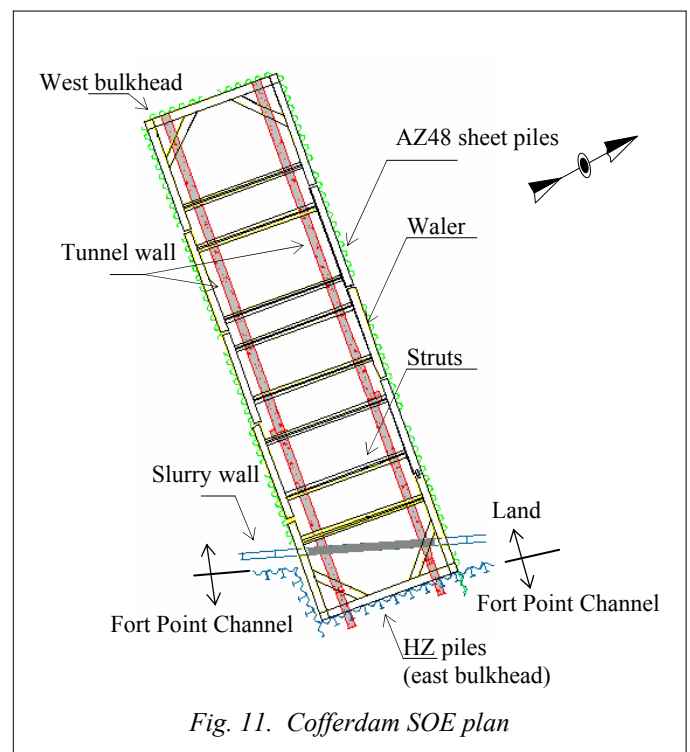 West bulkhead
AZ48 sheet piles
Waler
Tunnel wall
Struts
Slurry wall
Land
Fort Point Channel
Fort Point Channel
HZ piles
(east bulkhead)
Fig. 11. Cofferdam SOE plan